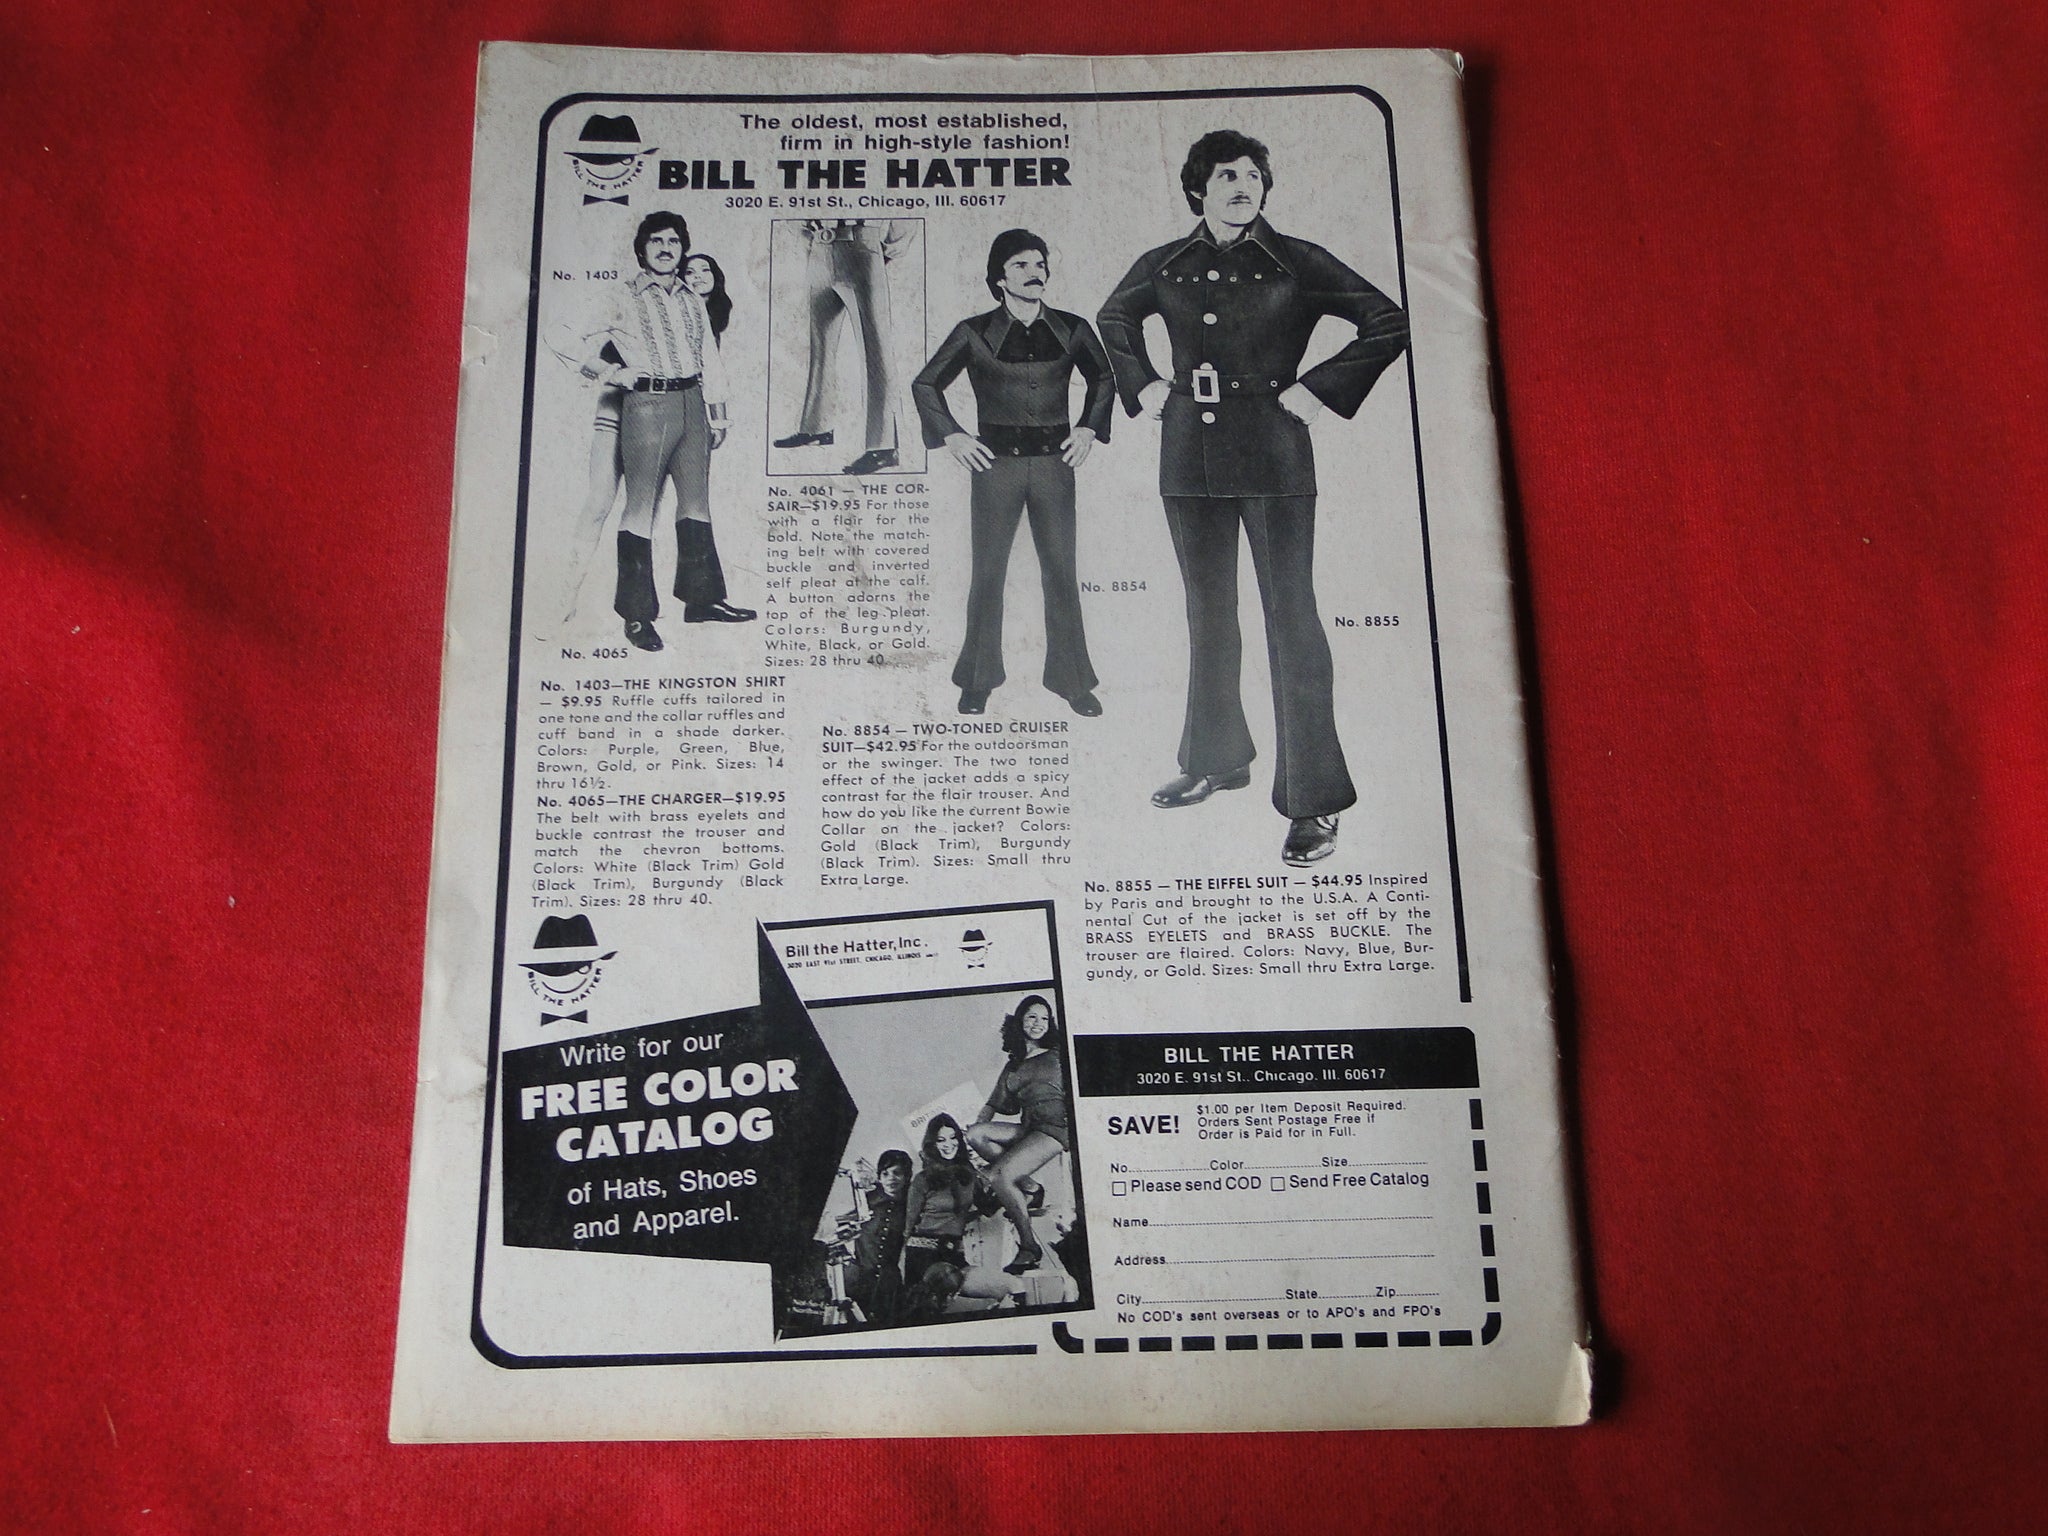 The oldest, most established,
firm in high-style fashion!
BILL THE HATTER
BILL THE HATTER
3020 E. 91st St., Chicago, Ill. 60617
No. 1403
No. 4065
No. 4061 — THE COR-
SAIR—$19.95 For those
with a flair for the
bold. Note the match-
ing belt with covered
buckle and inverted
self pleat at the calf.
A button adorns the
top of the leg pleat.
Colors: Burgundy,
White, Black, or Gold.
Sizes: 28 thru 40.
No. 8854
No. 8855
No. 1403—THE KINGSTON SHIRT
— $9.95 Ruffle cuffs tailored in
one tone and the collar ruffles and
cuff band in a shade darker.
Colors: Purple, Green, Blue,
Brown, Gold, or Pink. Sizes: 14
thru 16½.
No. 4065—THE CHARGER—$19.95
The belt with brass eyelets and
buckle contrast the trouser and
match the chevron bottoms.
Colors: White (Black Trim) Gold
(Black Trim), Burgundy (Black
Trim). Sizes: 28 thru 40.
No. 8854 — TWO-TONED CRUISER
SUIT—$42.95 For the outdoorsman
or the swinger. The two toned
effect of the jacket adds a spicy
contrast for the flair trouser. And
how do you like the current Bowie
Collar on the jacket? Colors:
Gold (Black Trim), Burgundy
(Black Trim). Sizes: Small thru
Extra Large.
No. 8855 — THE EIFFEL SUIT — $44.95 Inspired
by Paris and brought to the U.S.A. A Conti-
nental Cut of the jacket is set off by the
BRASS EYELETS and BRASS BUCKLE. The
trouser are flaired. Colors: Navy, Blue, Bur-
gundy, or Gold. Sizes: Small thru Extra Large.
BILL THE HATTER
Write for our
FREE COLOR
CATALOG
of Hats, Shoes
and Apparel.
Bill the Hatter, Inc.
3020 EAST 91st STREET, CHICAGO, ILLINOIS
BILL THE HATTER
3020 E. 91st St., Chicago, Ill. 60617
SAVE! $1.00 per Item Deposit Required.
Orders Sent Postage Free if
Order is Paid for in Full.
No. Color Size
Please send COD Send Free Catalog
Name
Address
City State Zip
No COD's sent overseas or to APO's and FPO's